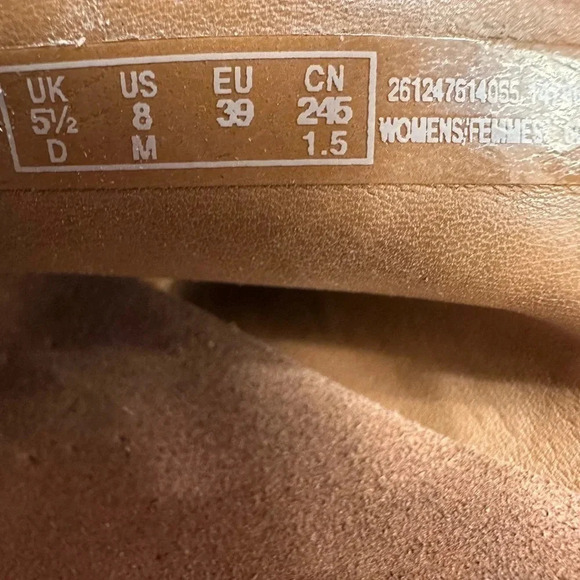 UK US EU CN 261247614055
5½ 8 39 245 WOMENS/FEMMES
D M 1.5